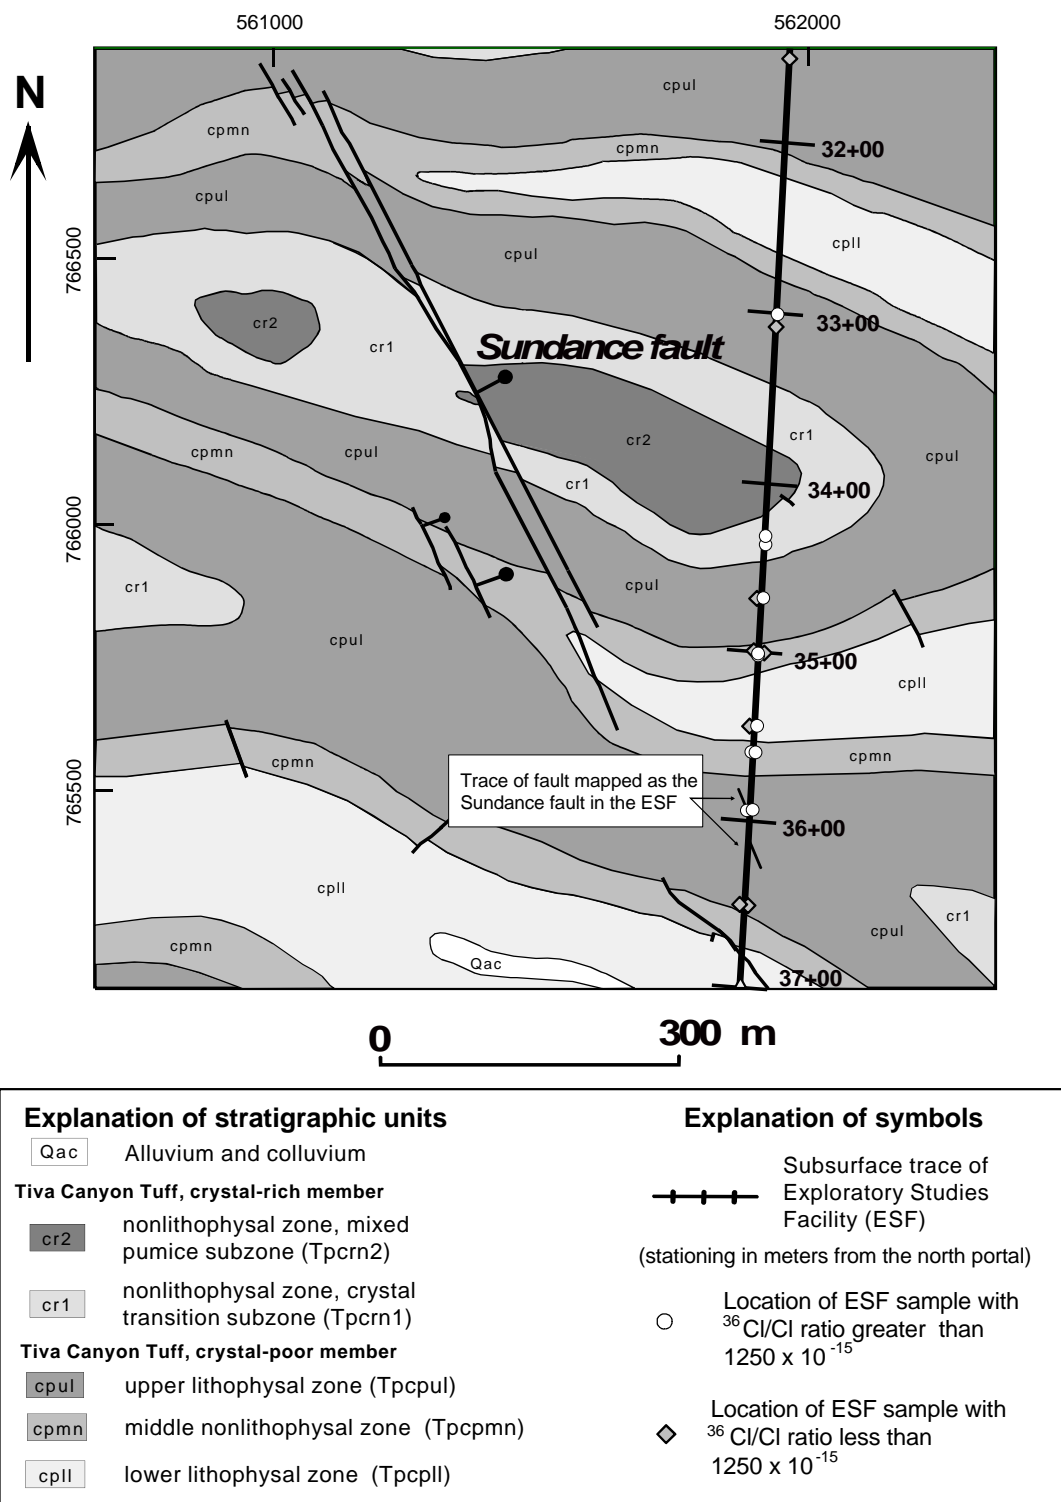 561000
562000
N
cpul
cpmn
cpmn
32+00
cpul
cpll
cpul
766500
cr2
33+00
cr1
Sundance fault
cr1
cr2
cpmn
cpul
cpul
cr1
34+00
766000
cr1
cpul
cpul
35+00
cpll
cpmn
cpmn
Trace of fault mapped as the
Sundance fault in the ESF
765500
36+00
cpll
cr1
cpul
cpmn
Qac
37+00
0
300 m
Explanation of stratigraphic units
Qac Alluvium and colluvium
Tiva Canyon Tuff, crystal-rich member
cr2 nonlithophysal zone, mixed
pumice subzone (Tpcrn2)
cr1 nonlithophysal zone, crystal
transition subzone (Tpcrn1)
Tiva Canyon Tuff, crystal-poor member
cpul upper lithophysal zone (Tpcpul)
cpmn middle nonlithophysal zone (Tpcpmn)
cpll lower lithophysal zone (Tpcpll)
Explanation of symbols
Subsurface trace of
Exploratory Studies
Facility (ESF)
(stationing in meters from the north portal)
Location of ESF sample with
36Cl/Cl ratio greater than
1250 x 10-15
Location of ESF sample with
36 Cl/Cl ratio less than
1250 x 10-15